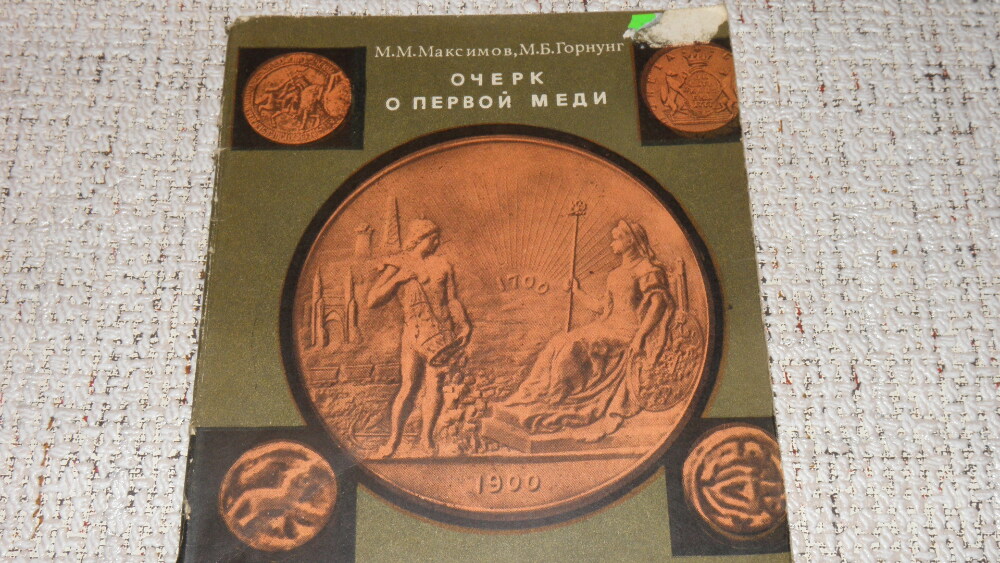 М.М.Максимов, М.Б.Горнунг
ОЧЕРК
О ПЕРВОЙ МЕДИ
1700
1900